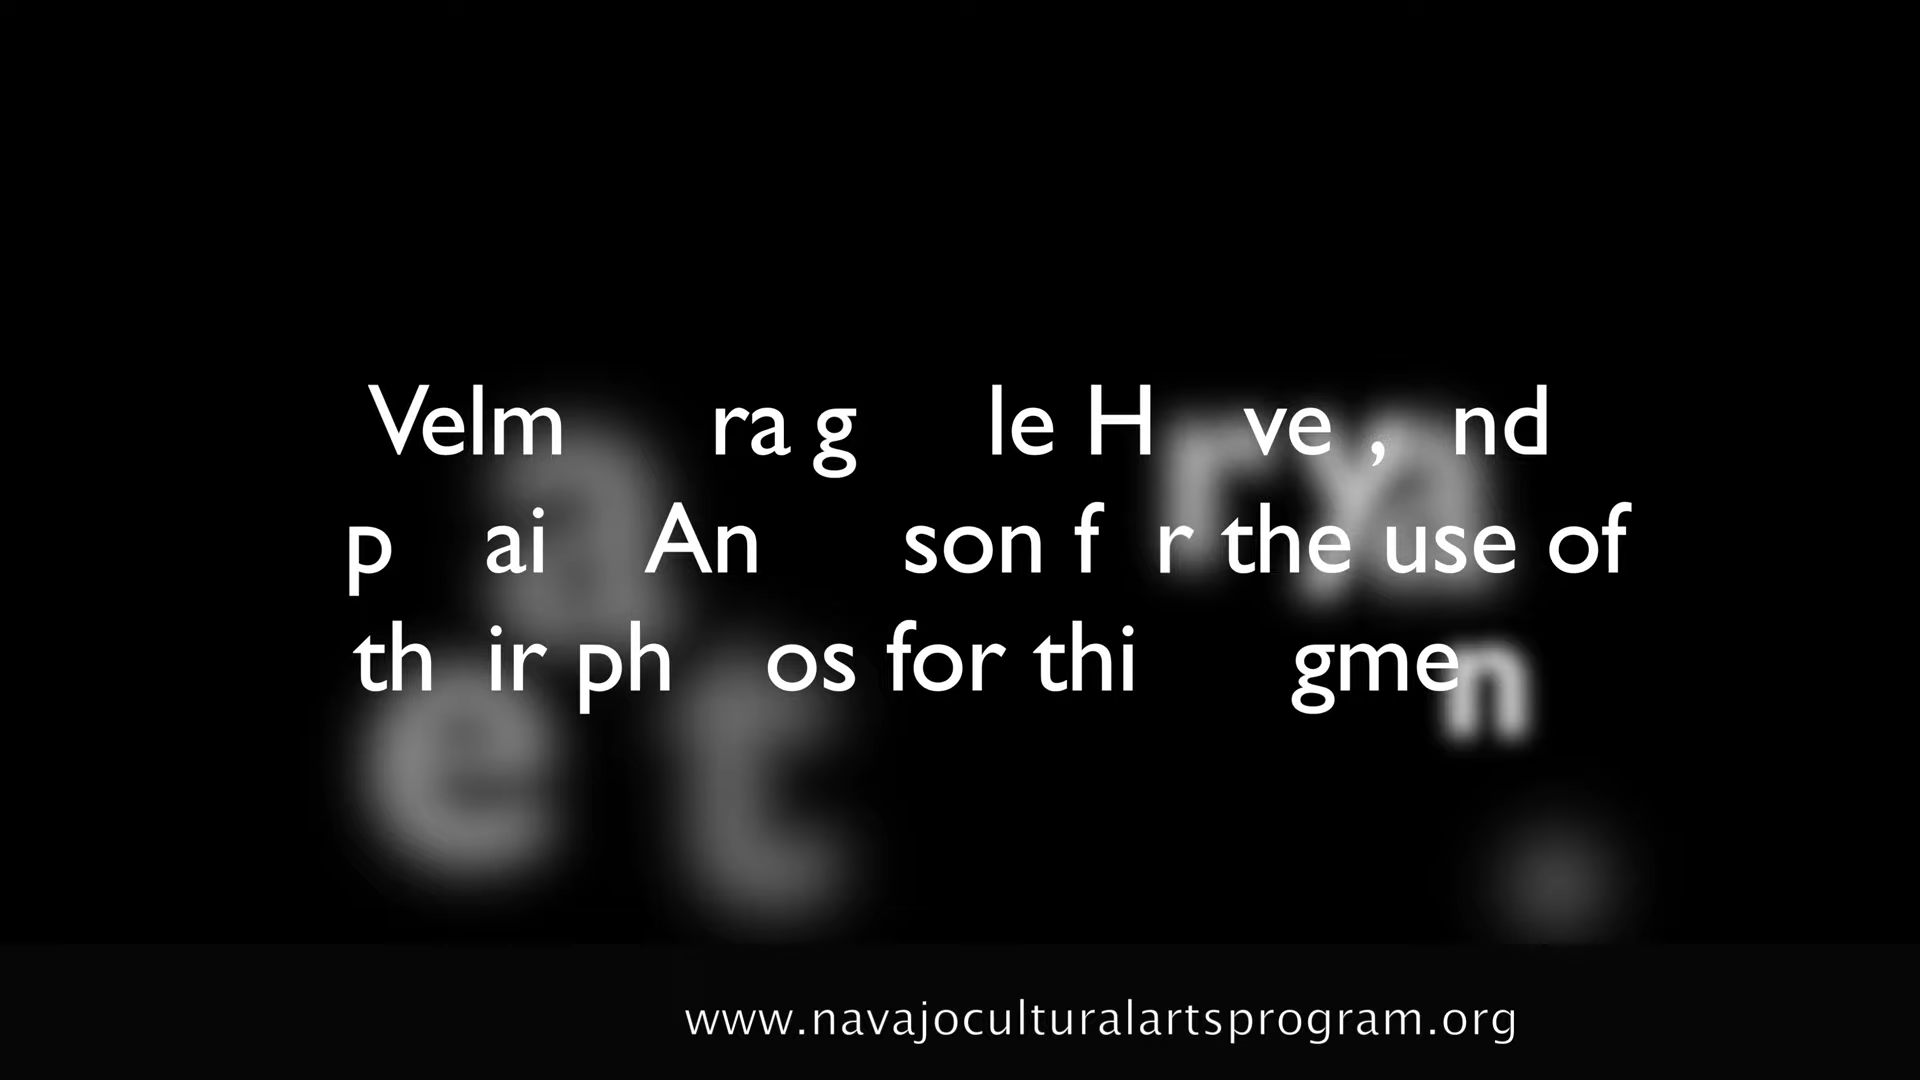 Velm ra g le H ve , nd
p ai An son f r the use of
th ir ph os for thi gmen
www.navajoculturalartsprogram.org